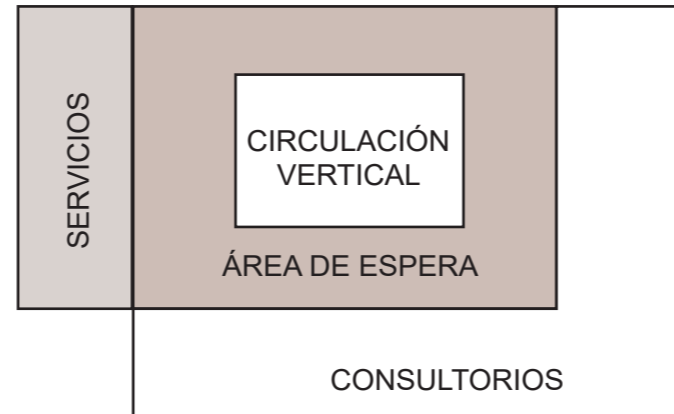 SERVICIOS
CIRCULACIÓN
VERTICAL
ÁREA DE ESPERA
CONSULTORIOS